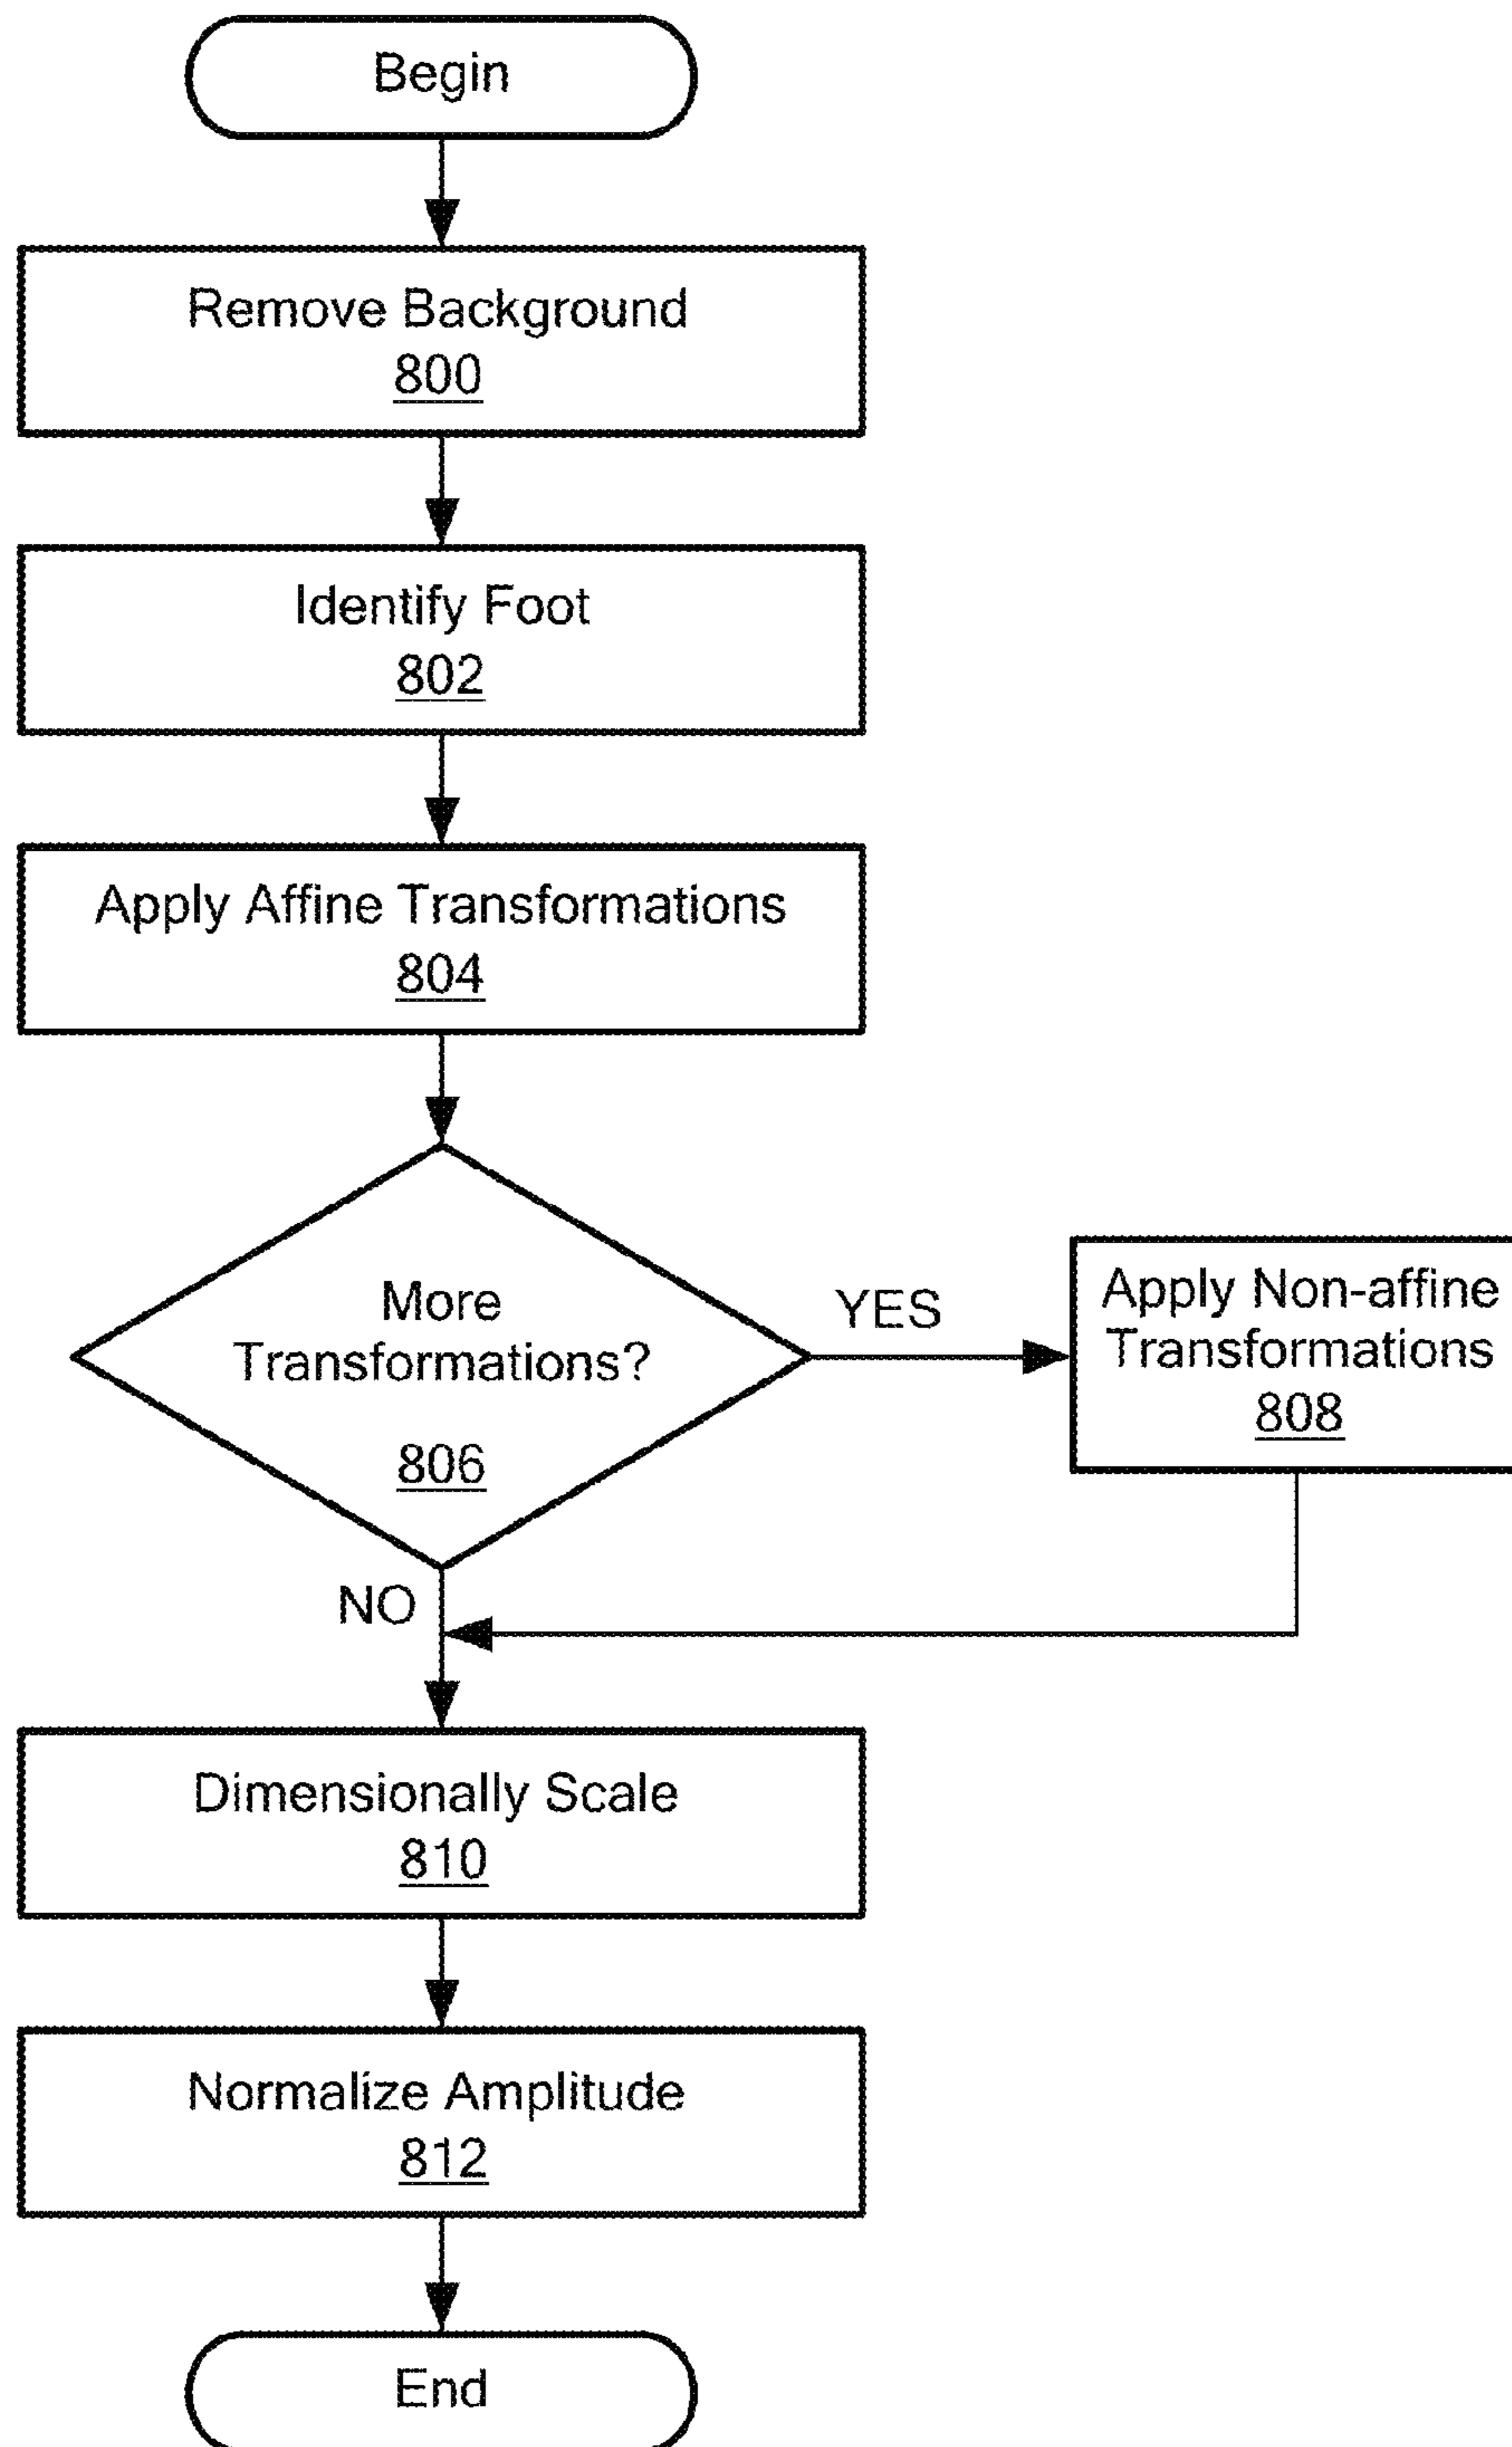 Begin
Remove Background
800
Identify Foot
802
Apply Affine Transformations
804
More
Transformations?
806
YES
Apply Non-affine
Transformations
808
NO
Dimensionally Scale
810
Normalize Amplitude
812
End